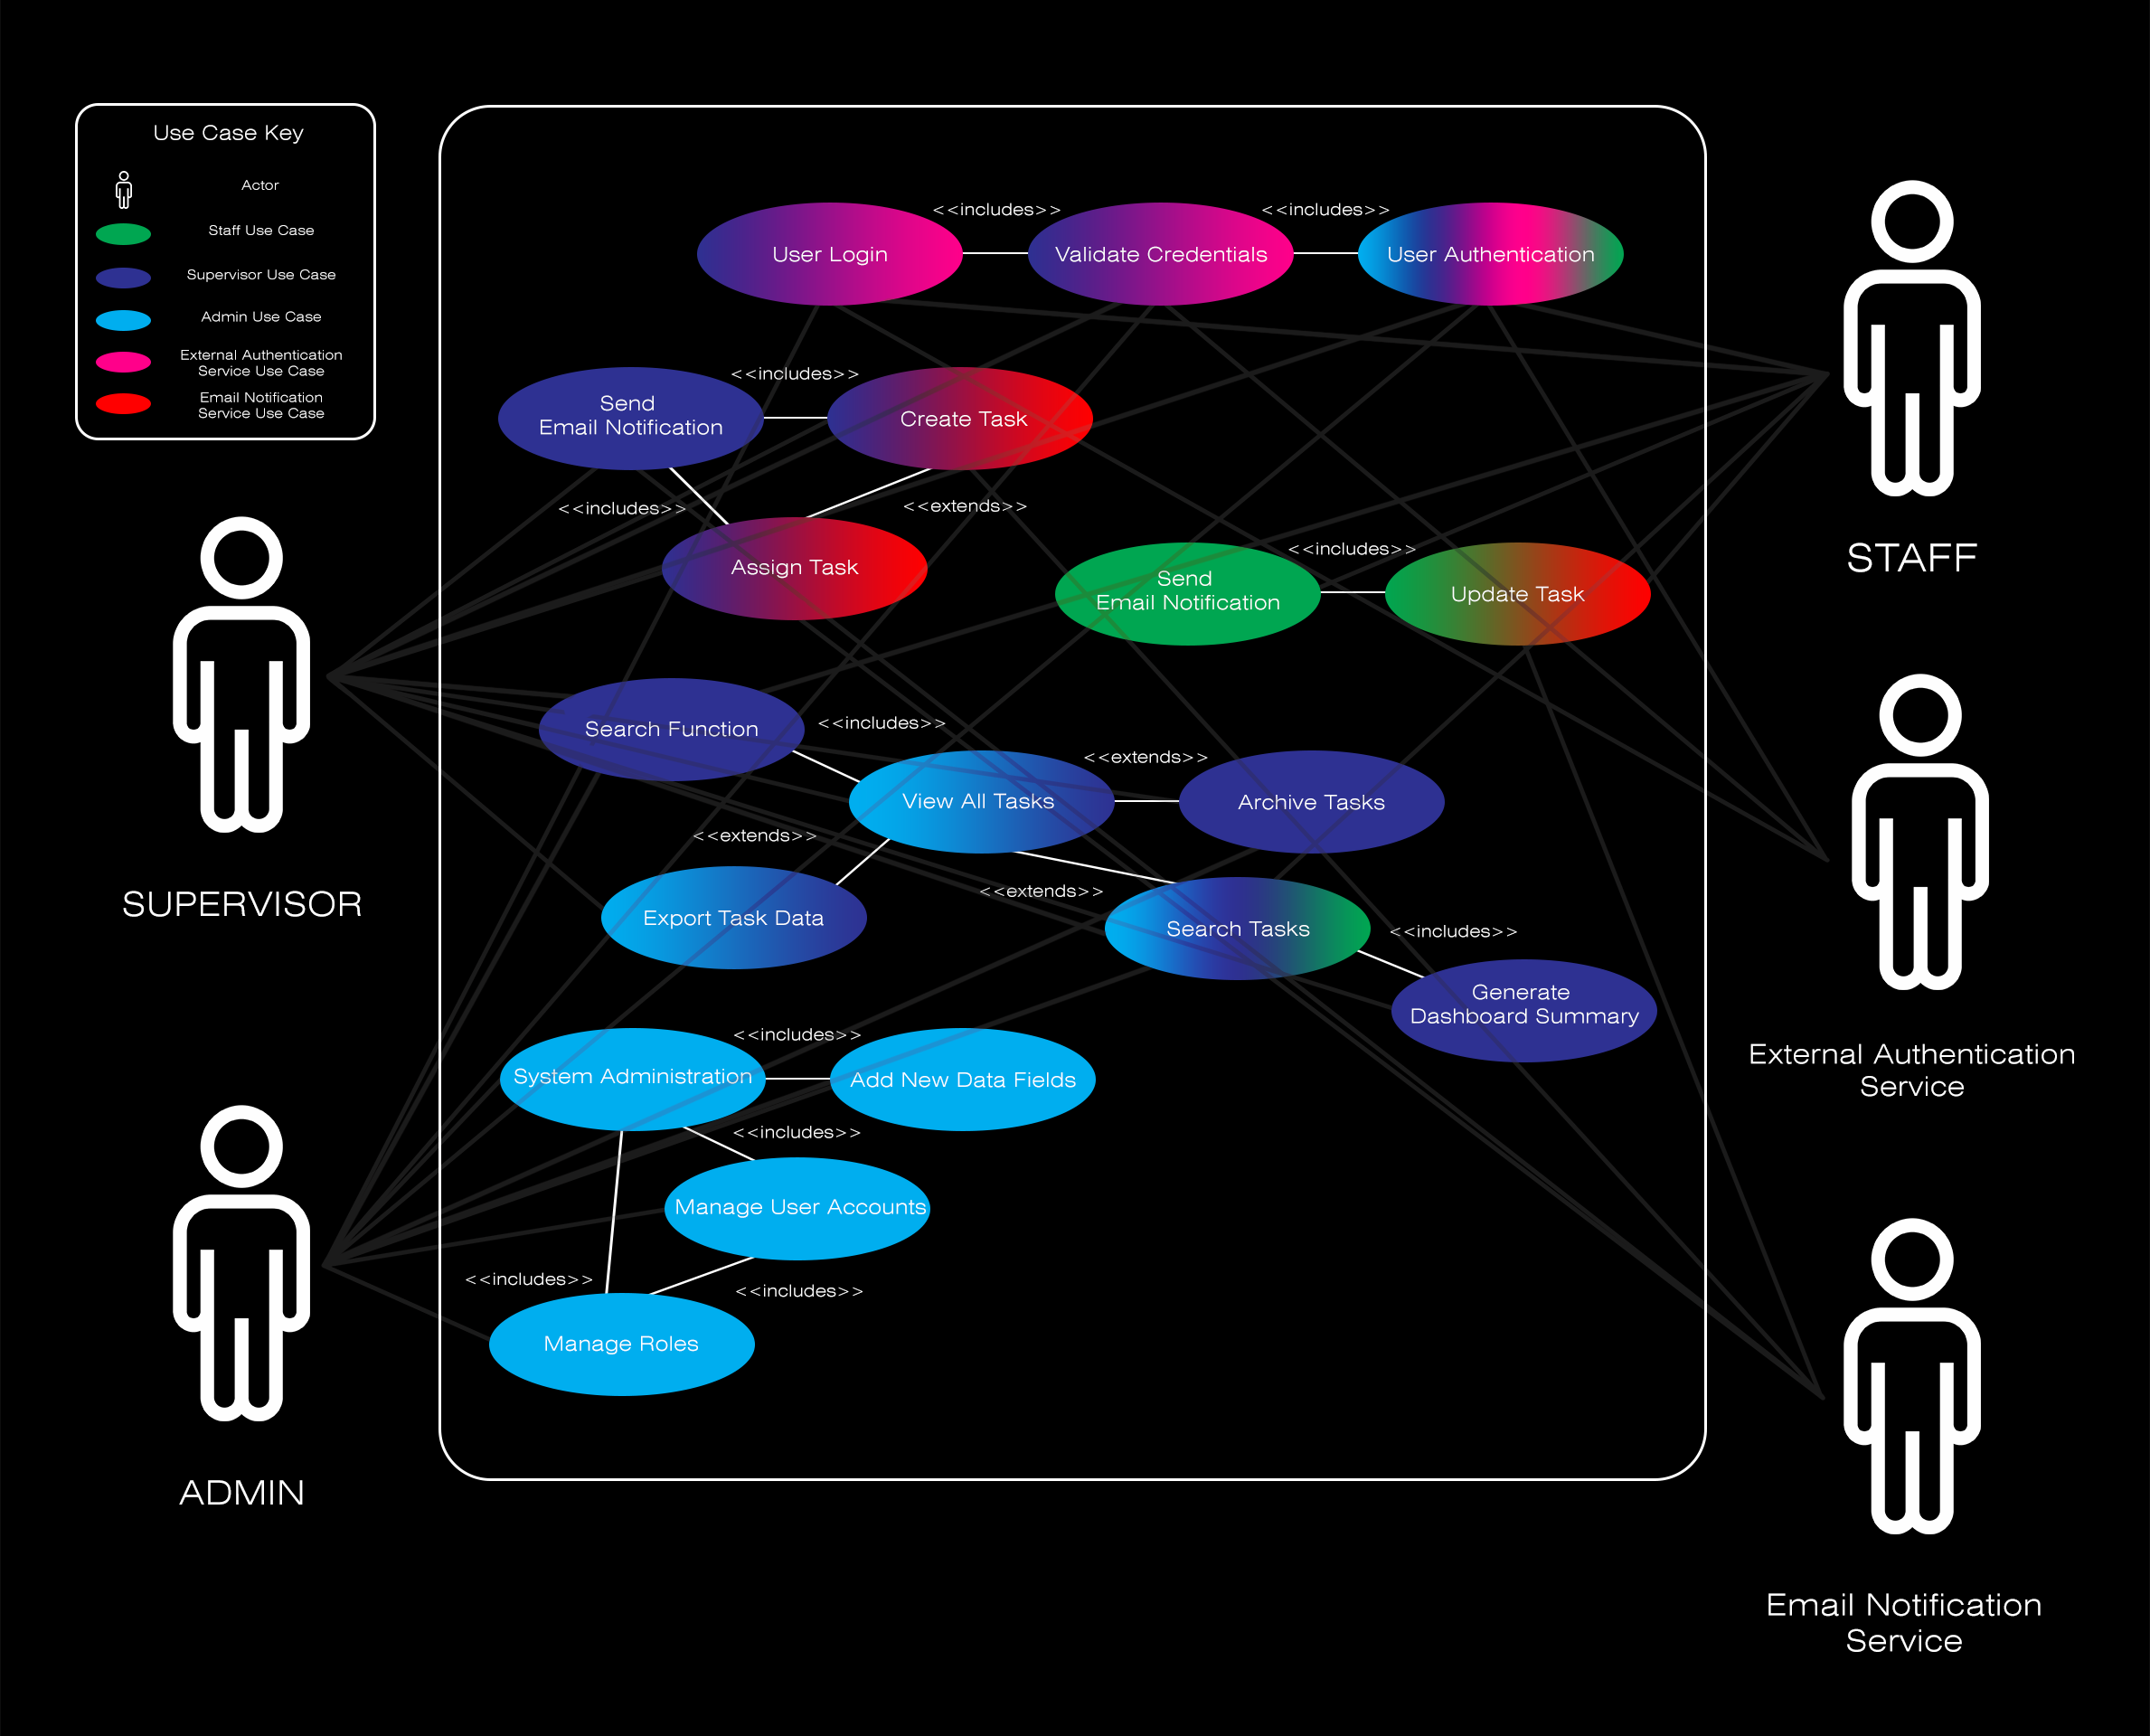 Use Case Key
Actor
Staff Use Case
Supervisor Use Case
Admin Use Case
External Authentication
Service Use Case
Email Notification
Service Use Case
SUPERVISOR
ADMIN
User Login
<<includes>>
Validate Credentials
<<includes>>
User Authentication
Send
Email Notification
<<includes>>
Create Task
<<includes>>
<<extends>>
Assign Task
Send
Email Notification
<<includes>>
Update Task
Search Function
<<includes>>
View All Tasks
<<extends>>
Archive Tasks
<<extends>>
Export Task Data
<<extends>>
Search Tasks
<<includes>>
Generate
Dashboard Summary
System Administration
<<includes>>
Add New Data Fields
<<includes>>
Manage User Accounts
<<includes>>
<<includes>>
Manage Roles
STAFF
External Authentication
Service
Email Notification
Service